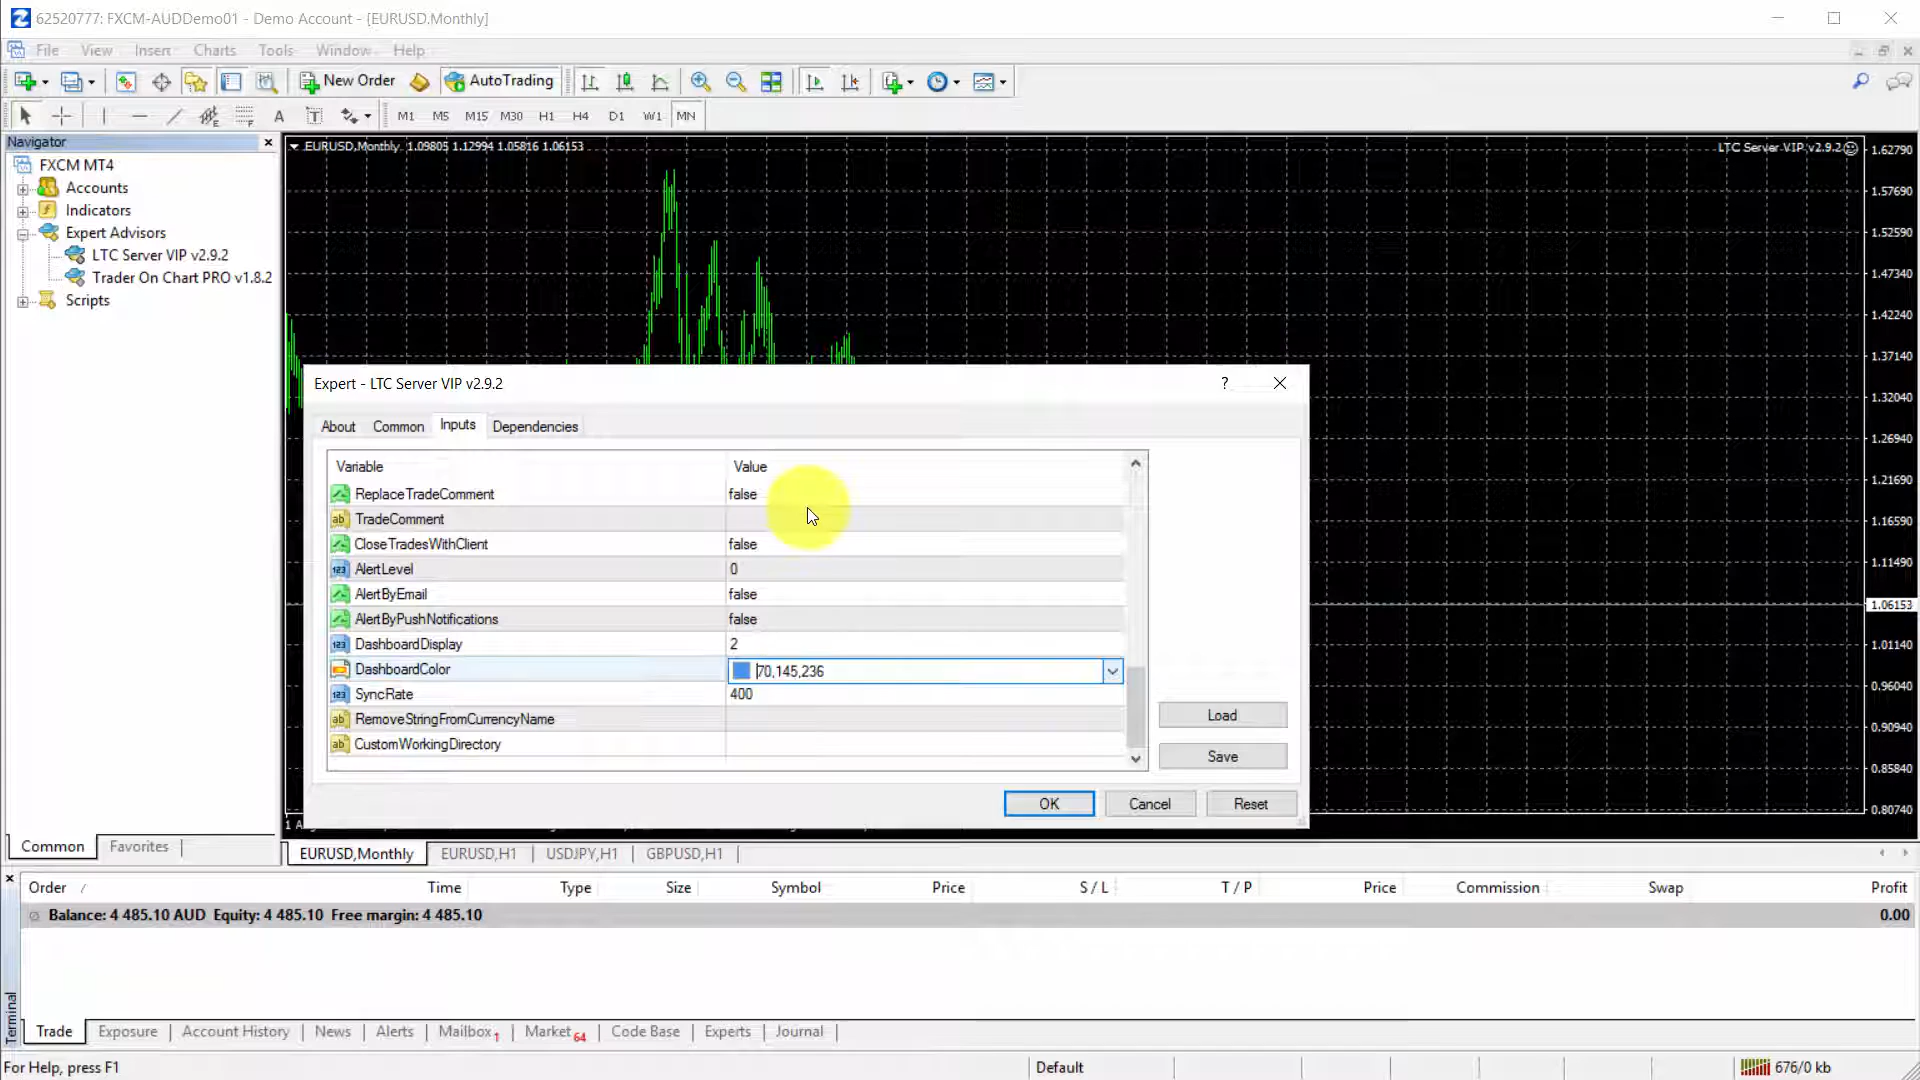 62520777: FXCM-AUDDemo01 - Demo Account - [EURUSD,Monthly]
File View Insert Charts Tools Window Help
New Order AutoTrading
A T M1 M5 M15 M30 H1 H4 D1 W1 MN
Navigator
FXCM MT4
Accounts
Indicators
Expert Advisors
LTC Server VIP v2.9.2
Trader On Chart PRO v1.8.2
Scripts
Common Favorites
EURUSD,Monthly 1.09805 1.12994 1.05816 1.06153
LTC Server VIP v2.9.2
1.62790
1.57690
1.52590
1.47340
1.42240
1.37140
1.32040
1.26940
1.21690
1.16590
1.11490
1.06153
1.01140
0.96040
0.90940
0.85840
0.80740
Expert - LTC Server VIP v2.9.2 ?
About Common Inputs Dependencies
Variable Value
ReplaceTradeComment false
TradeComment
CloseTradesWithClient false
AlertLevel 0
AlertByEmail false
AlertByPushNotifications false
DashboardDisplay 2
DashboardColor 70,145,236
SyncRate 400
RemoveStringFromCurrencyName
CustomWorkingDirectory
Load
Save
OK Cancel Reset
EURUSD,Monthly EURUSD,H1 USDJPY,H1 GBPUSD,H1
Order / Time Type Size Symbol Price S / L T / P Price Commission Swap Profit
Balance: 4 485.10 AUD Equity: 4 485.10 Free margin: 4 485.10 0.00
Terminal
Trade Exposure Account History News Alerts Mailbox 1 Market 64 Code Base Experts Journal
For Help, press F1 Default 676/0 kb